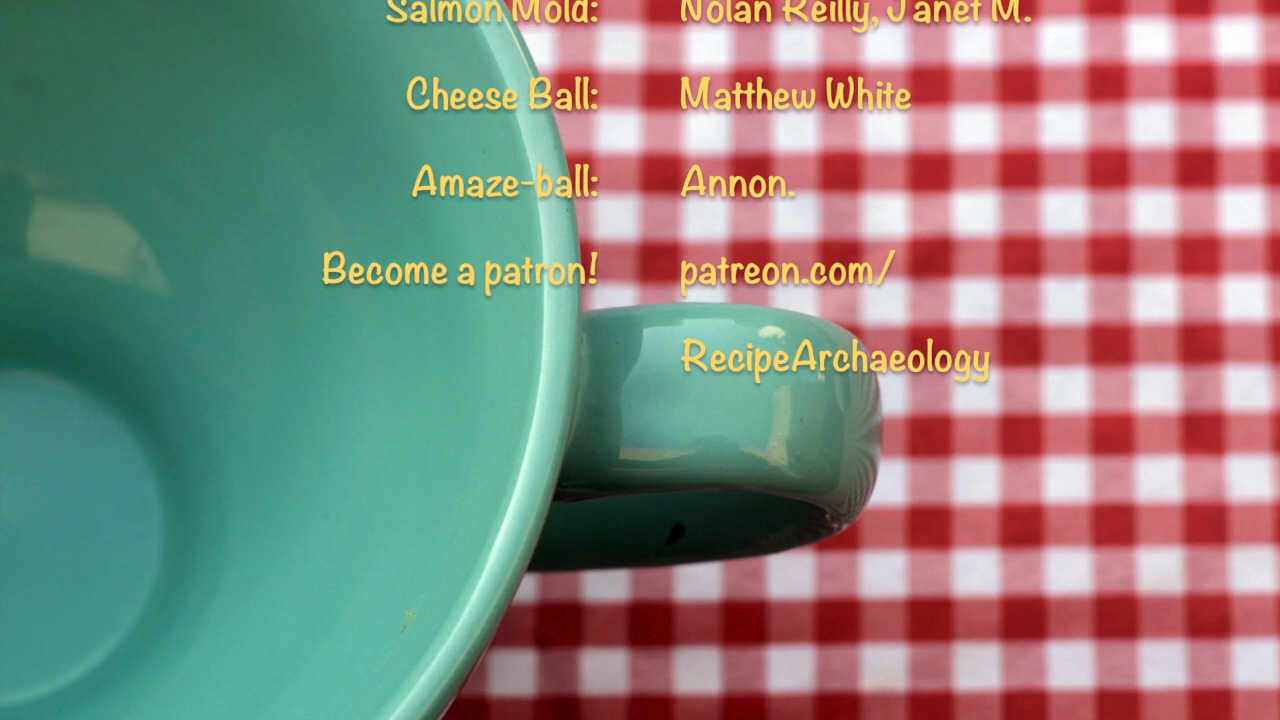 Salmon Mold: Nolan Reilly, Janet M.
Cheese Ball: Matthew White
Amaze-ball: Annon.
Become a patron! patreon.com/
RecipeArchaeology